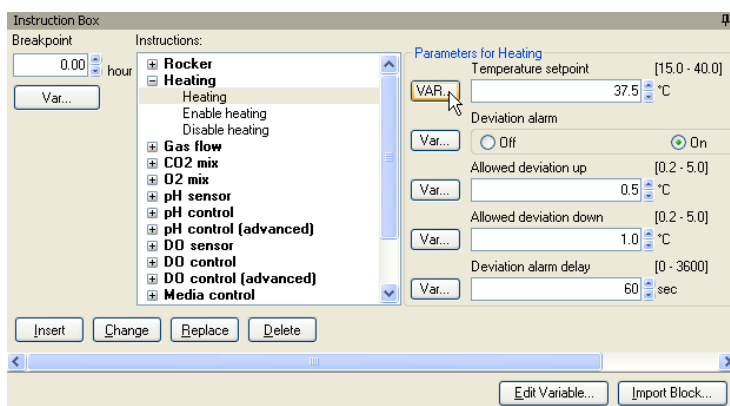 Instruction Box
Breakpoint
0.00 hour
Var...
Instructions:
Rocker
Heating
Heating
Enable heating
Disable heating
Gas flow
CO2 mix
O2 mix
pH sensor
pH control
pH control (advanced)
DO sensor
DO control
DO control (advanced)
Media control
Parameters for Heating
Temperature setpoint [15.0 - 40.0]
VAR... 37.5 °C
Deviation alarm
Var... Off On
Allowed deviation up [0.2 - 5.0]
Var... 0.5 °C
Allowed deviation down [0.2 - 5.0]
Var... 1.0 °C
Deviation alarm delay [0 - 3600]
Var... 60 sec
Insert Change Replace Delete
Edit Variable... Import Block...